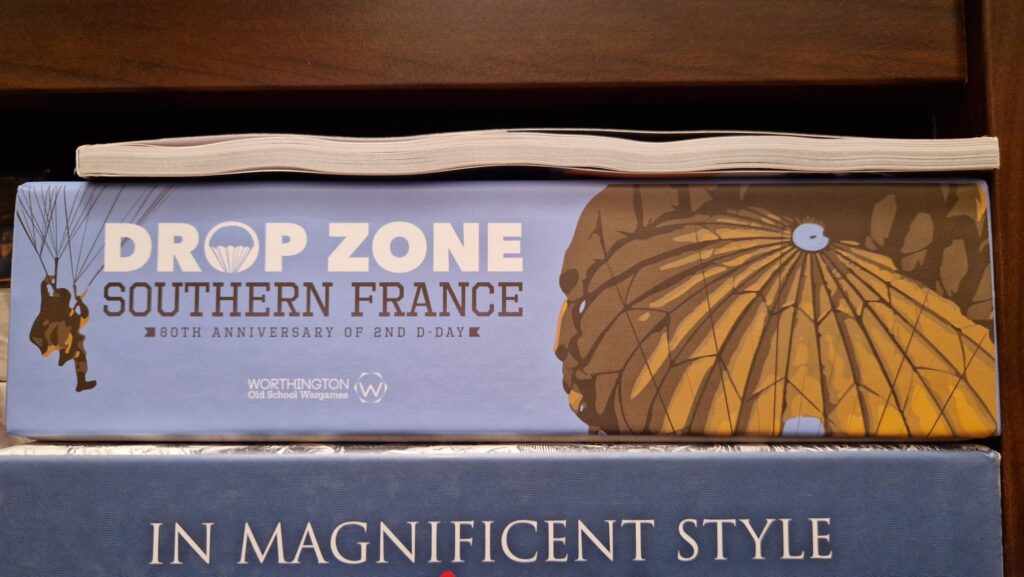 DROP ZONE
SOUTHERN FRANCE
80TH ANNIVERSARY OF 2ND D-DAY
WORTHINGTON
Old School Wargames
W
IN MAGNIFICENT STYLE